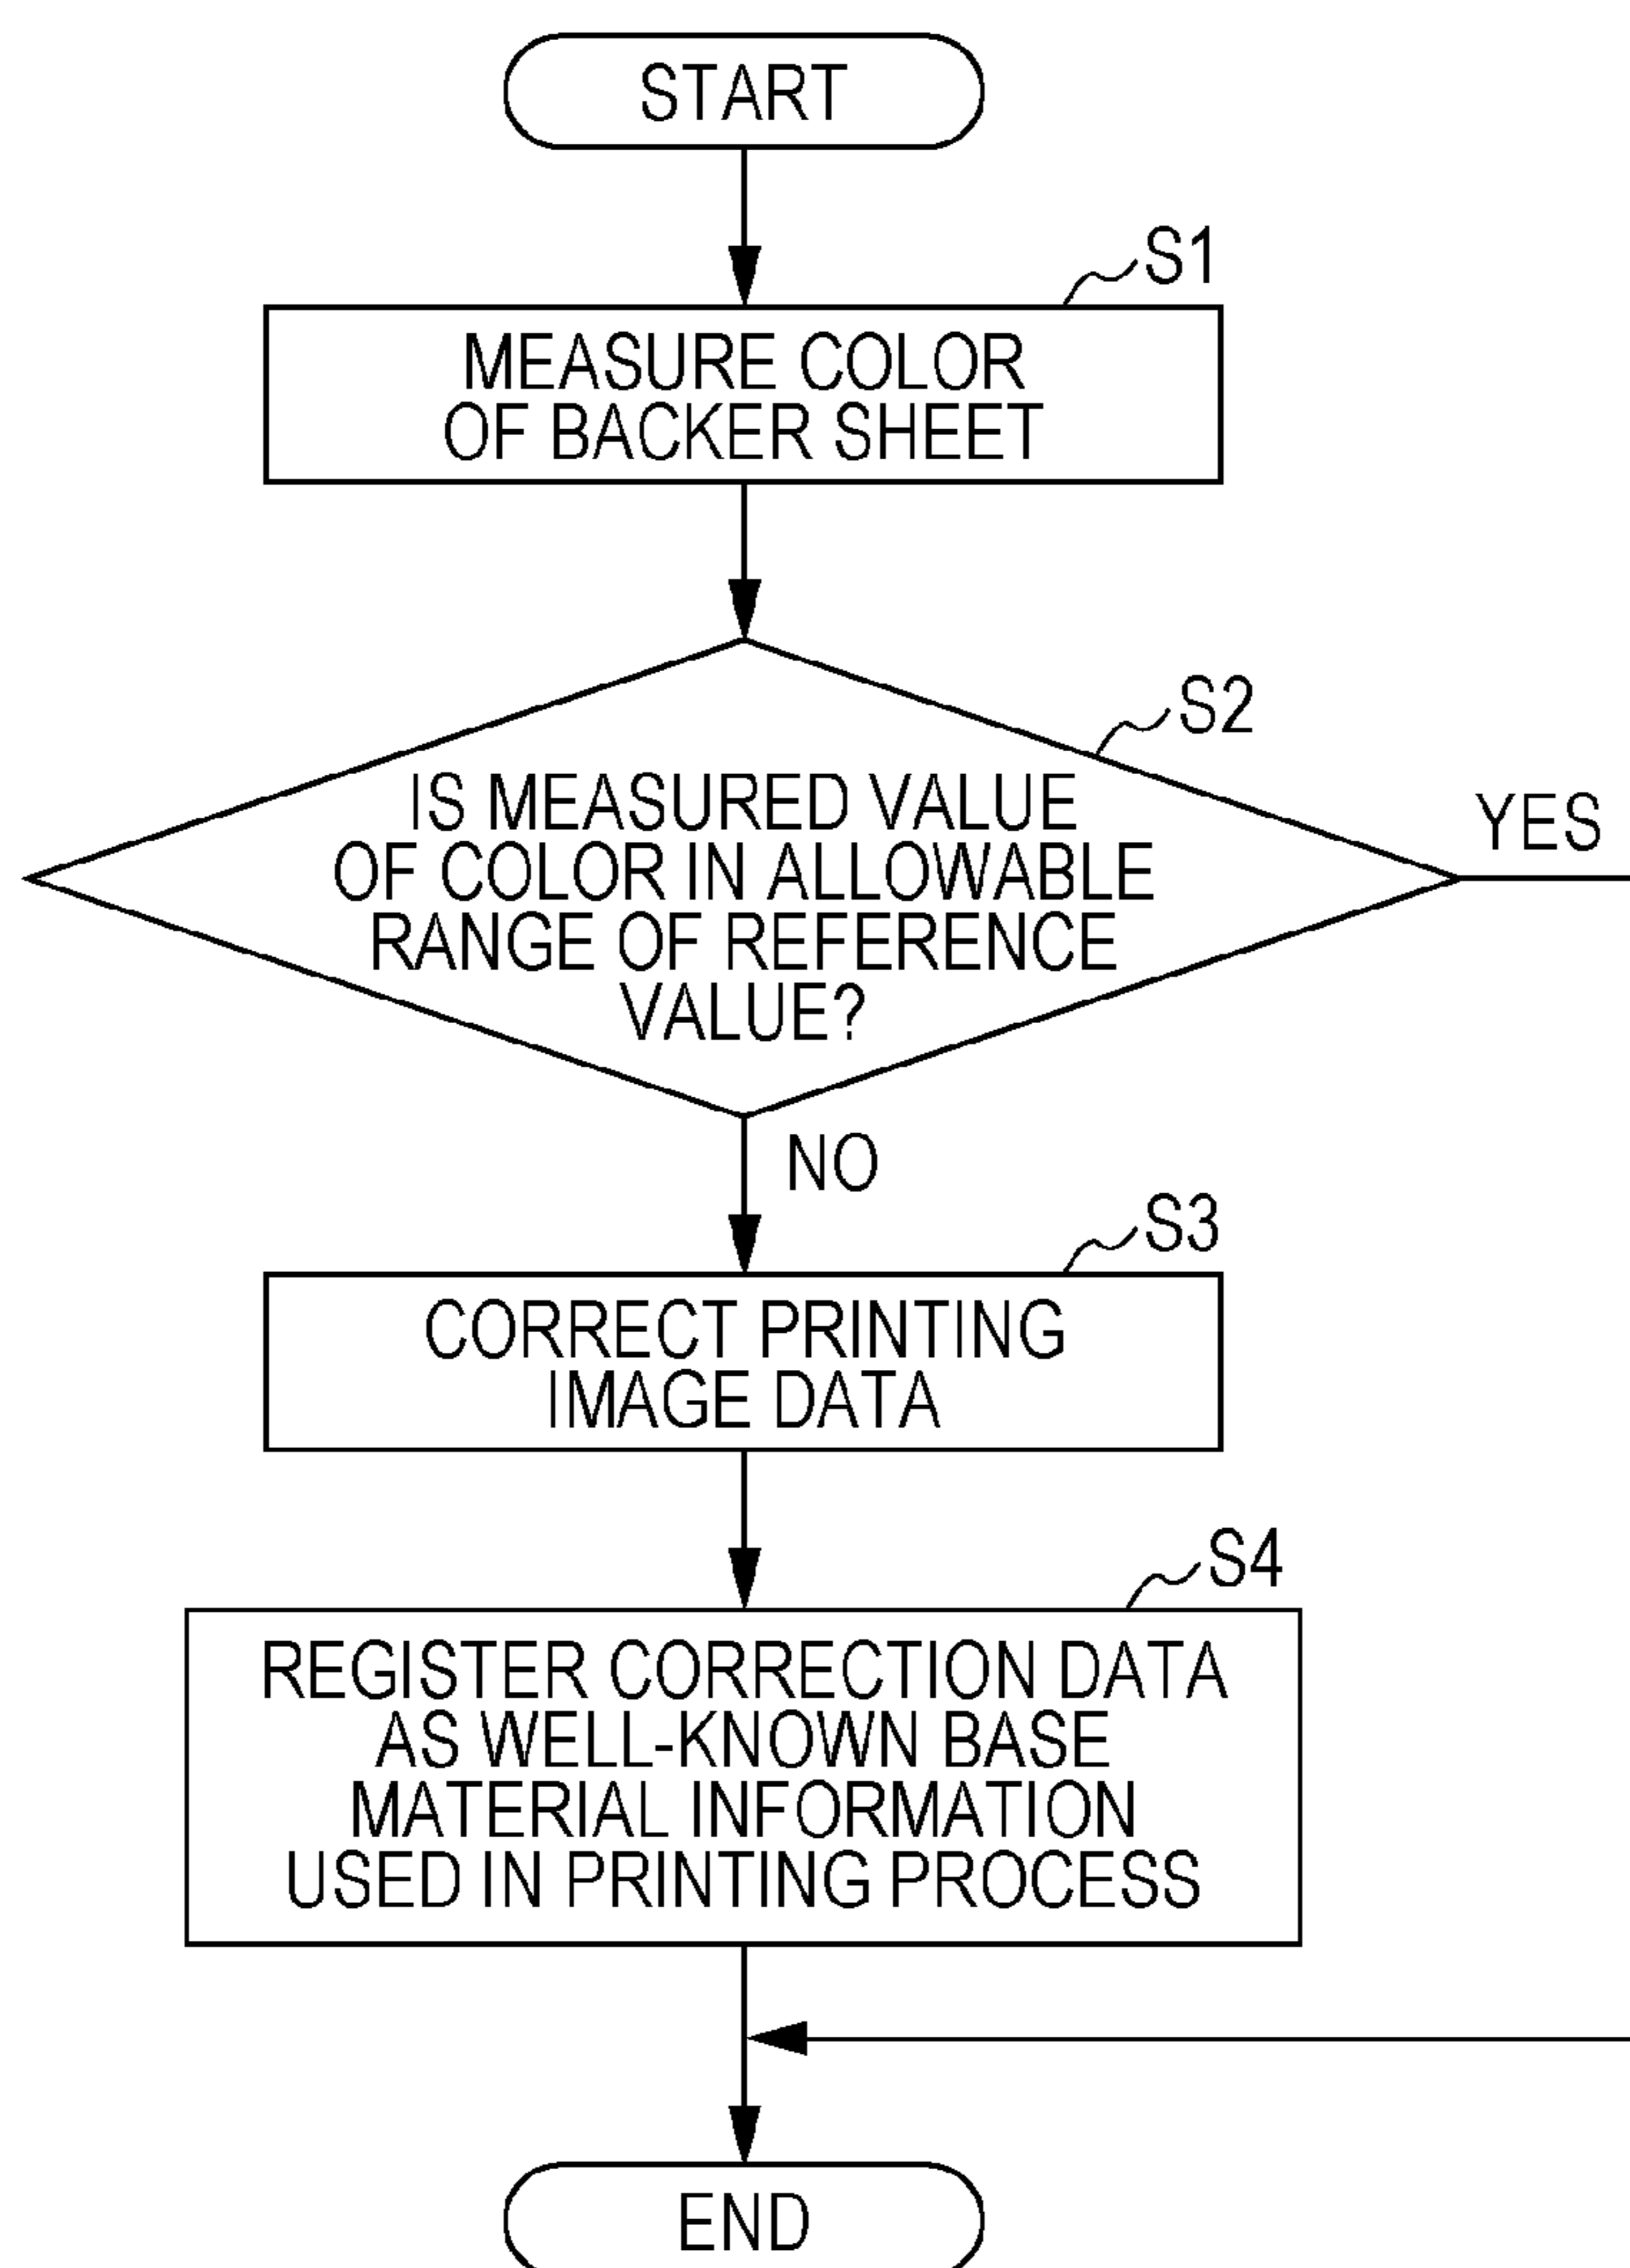 START
S1
MEASURE COLOR
OF BACKER SHEET
S2
IS MEASURED VALUE
OF COLOR IN ALLOWABLE
RANGE OF REFERENCE
VALUE?
YES
NO
S3
CORRECT PRINTING
IMAGE DATA
S4
REGISTER CORRECTION DATA
AS WELL-KNOWN BASE
MATERIAL INFORMATION
USED IN PRINTING PROCESS
END